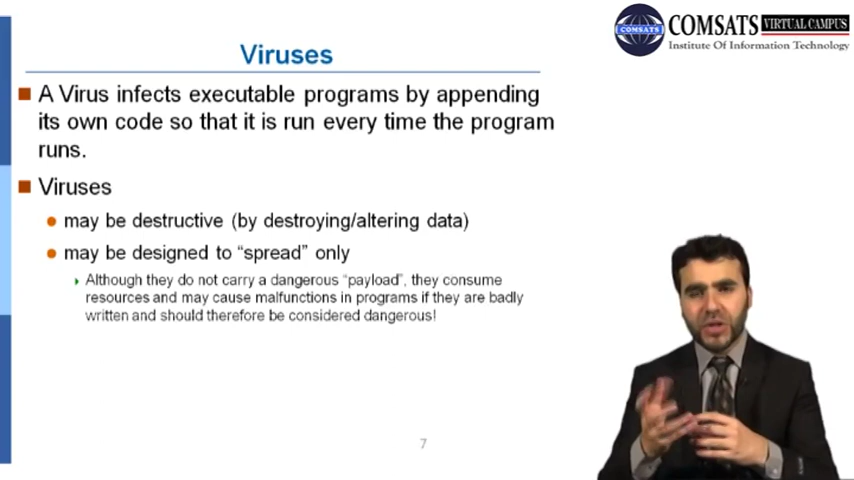 COMSATS VIRTUAL CAMPUS
COMSATS
Institute Of Information Technology
Viruses
A Virus infects executable programs by appending
its own code so that it is run every time the program
runs.
Viruses
may be destructive (by destroying/altering data)
may be designed to “spread” only
Although they do not carry a dangerous “payload”, they consume
resources and may cause malfunctions in programs if they are badly
written and should therefore be considered dangerous!
7